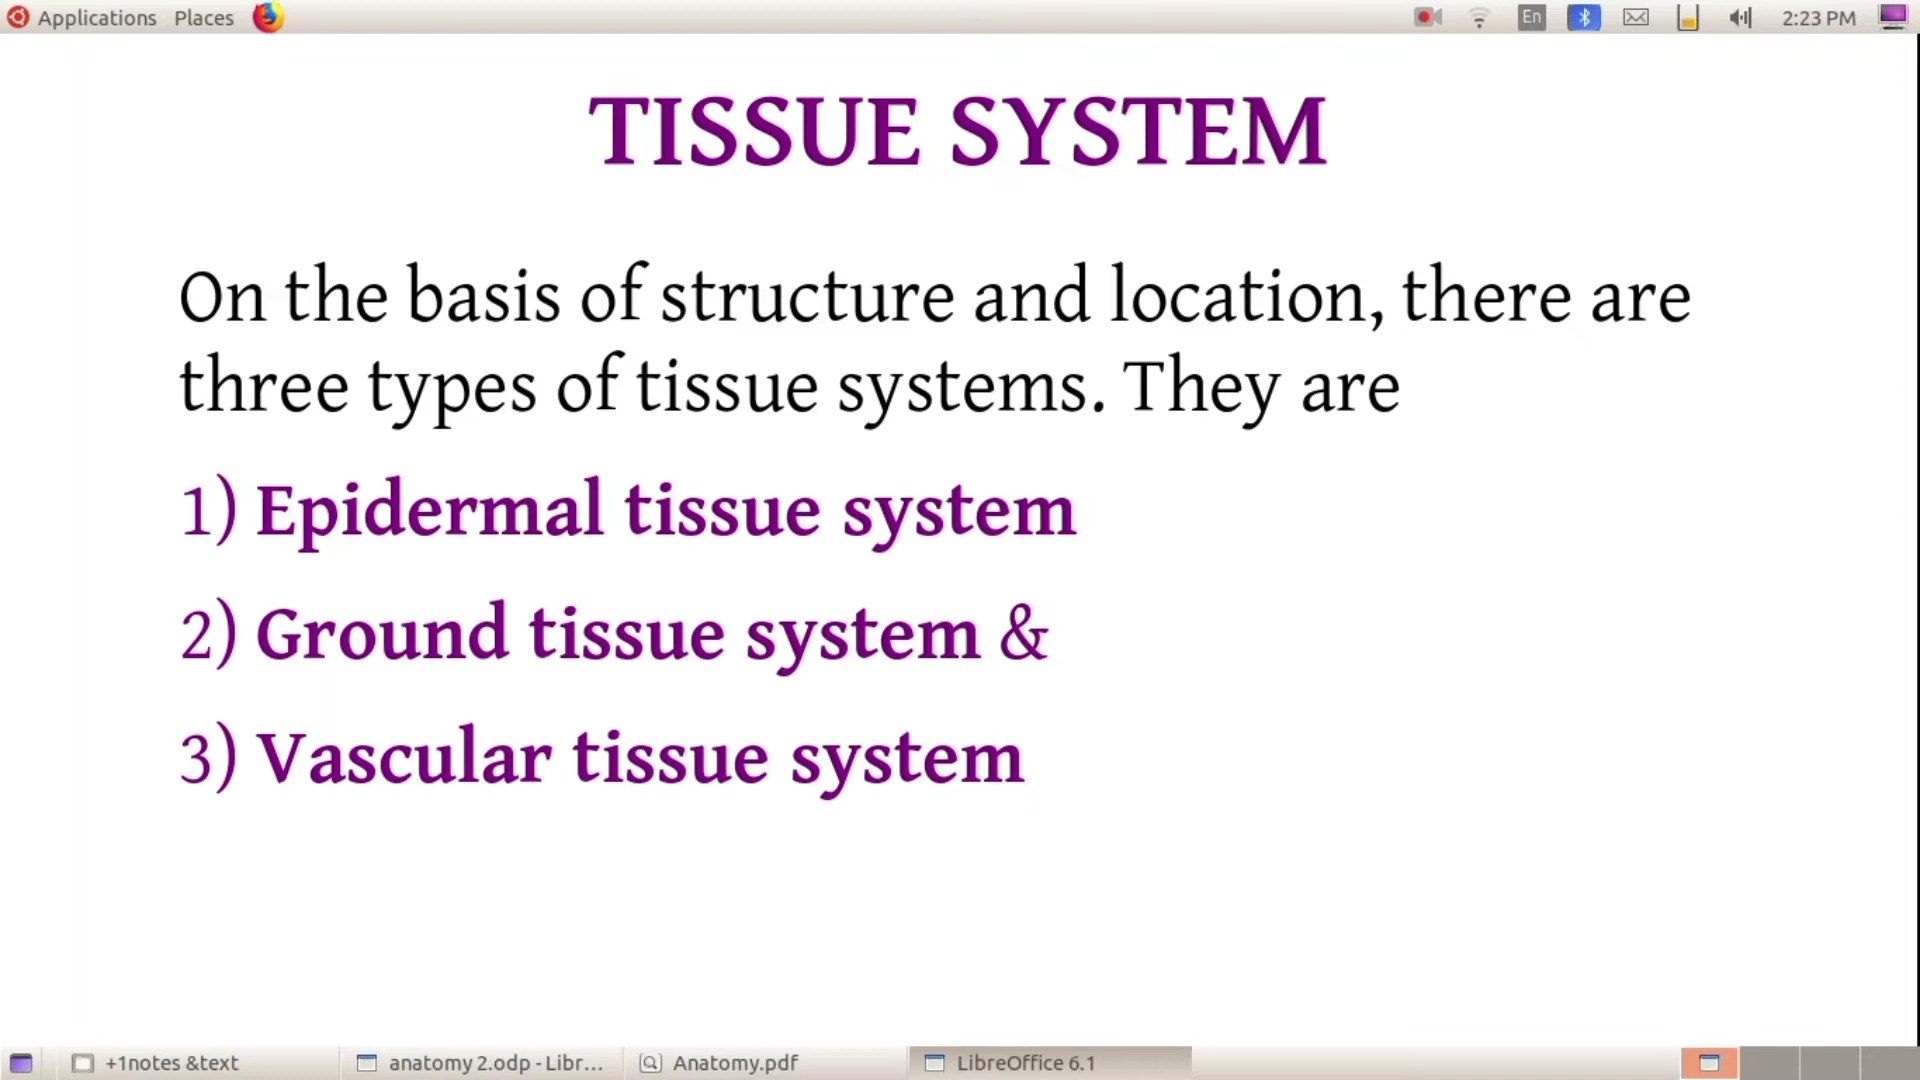 Applications Places En 2:23 PM
TISSUE SYSTEM
On the basis of structure and location, there are
three types of tissue systems. They are
1) Epidermal tissue system
2) Ground tissue system &
3) Vascular tissue system
+1notes &text anatomy 2.odp - Libr... Anatomy.pdf LibreOffice 6.1